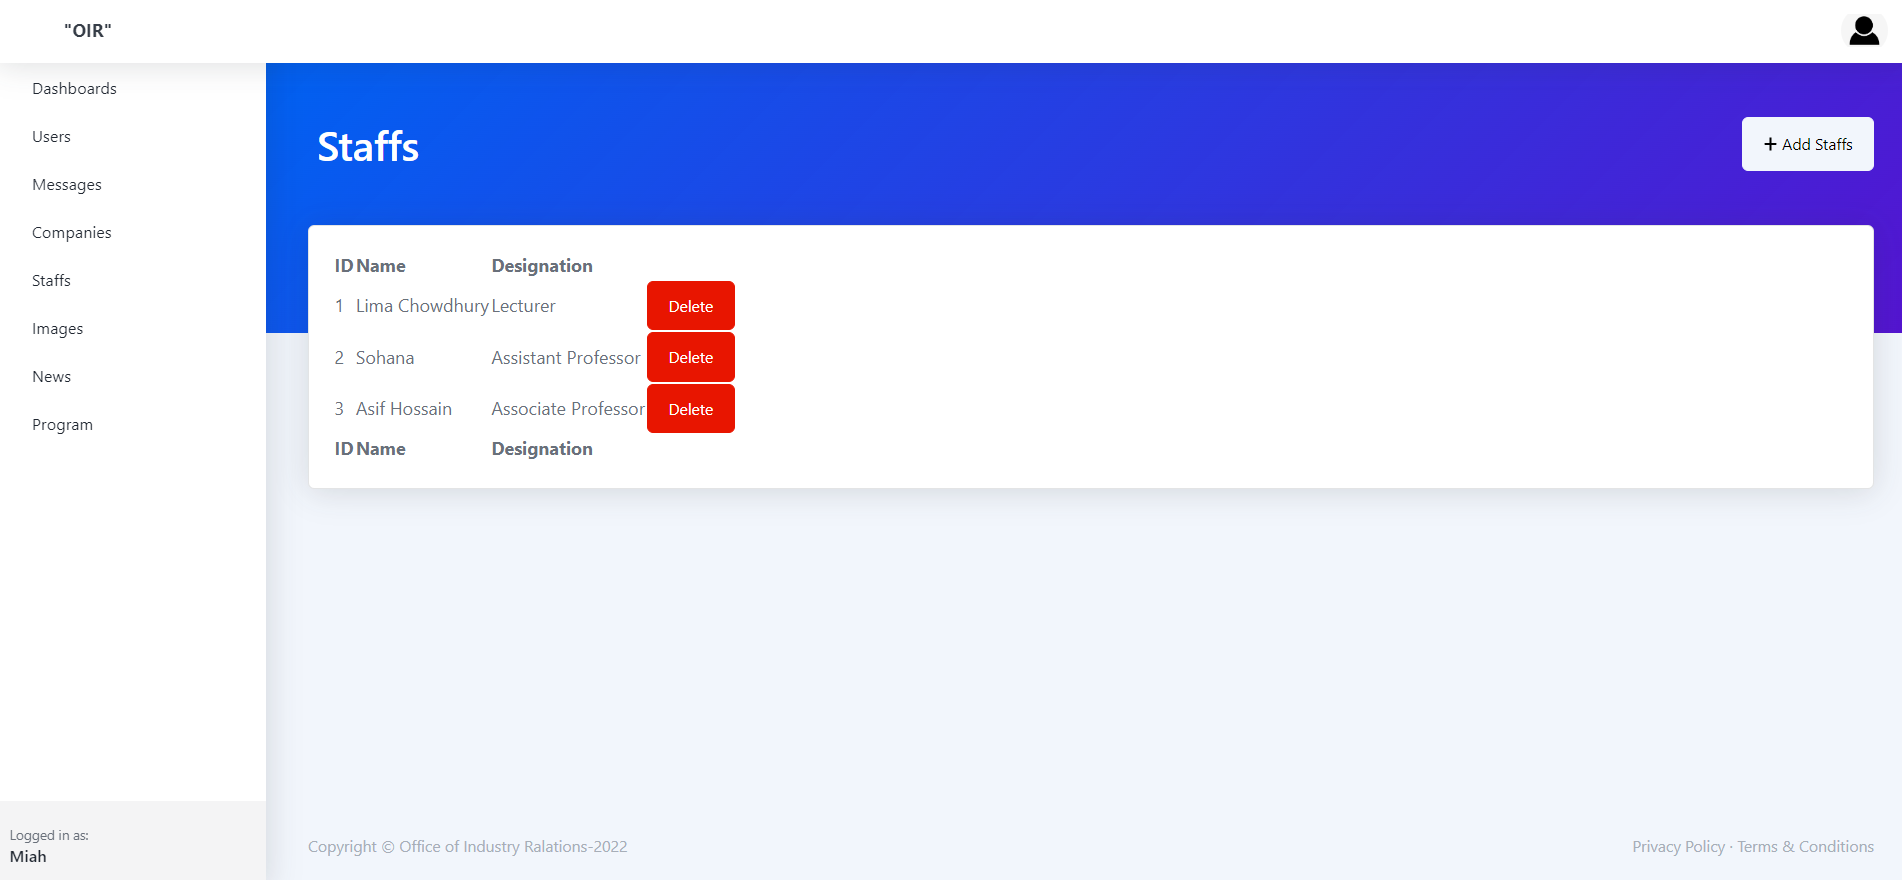 "OIR"
Dashboards
Users
Messages
Companies
Staffs
Images
News
Program
Logged in as:
Miah
Staffs
+ Add Staffs
ID Name Designation
1 Lima Chowdhury Lecturer Delete
2 Sohana Assistant Professor Delete
3 Asif Hossain Associate Professor Delete
ID Name Designation
Copyright © Office of Industry Ralations-2022
Privacy Policy · Terms & Conditions